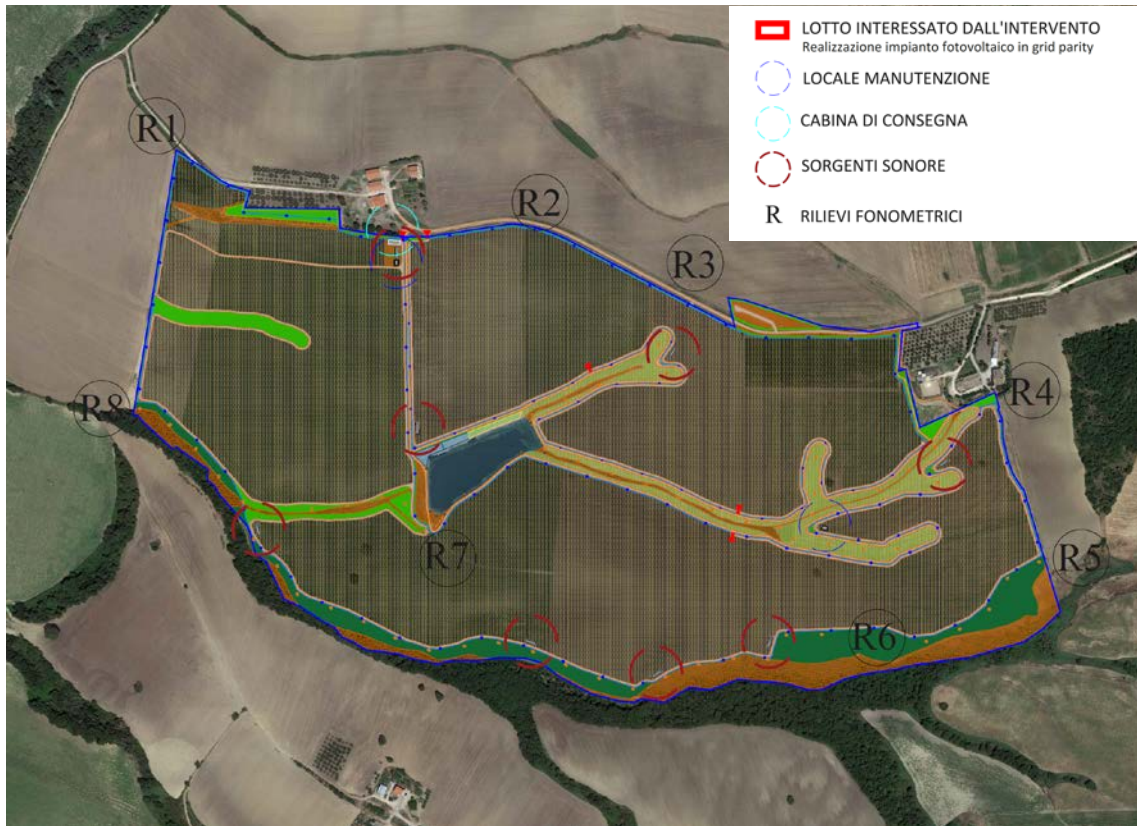 LOTTO INTERESSATO DALL'INTERVENTO
Realizzazione impianto fotovoltaico in grid parity
LOCALE MANUTENZIONE
CABINA DI CONSEGNA
SORGENTI SONORE
R RILIEVI FONOMETRICI
R1
R2
R3
R4
R8
R7
R5
R6